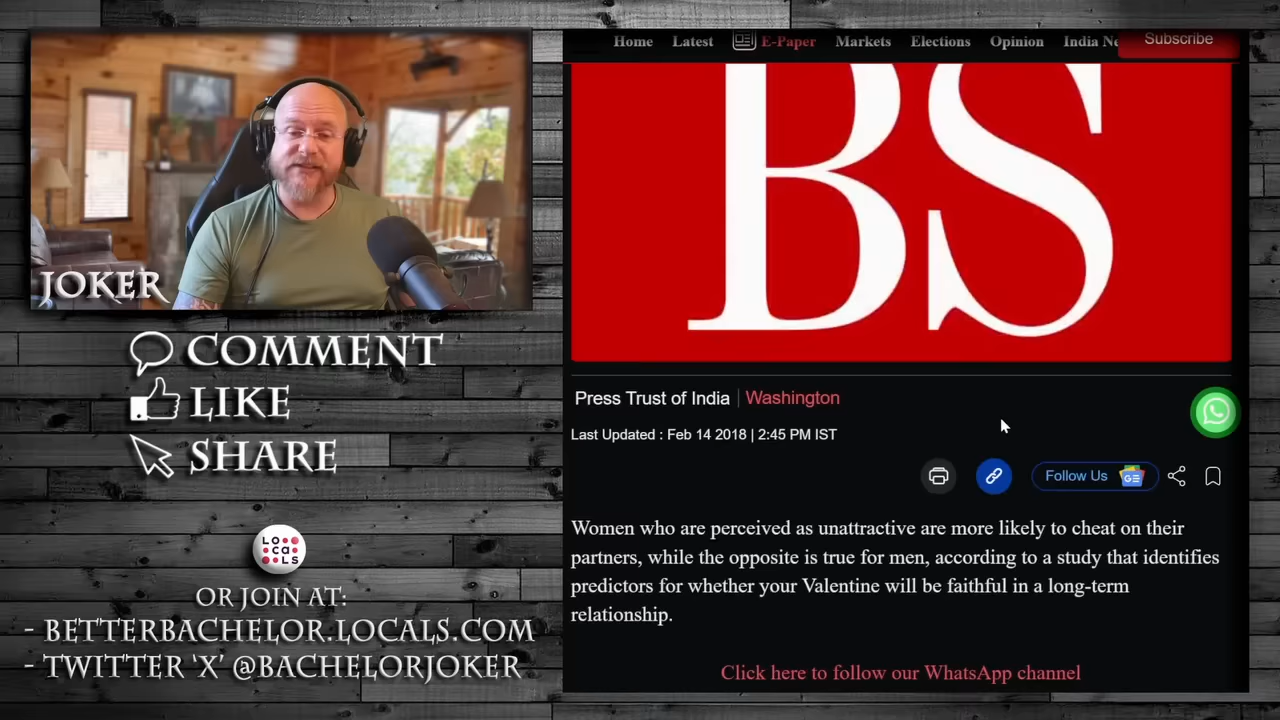 JOKER
COMMENT
LIKE
SHARE
LOCALS
OR JOIN AT:
- BETTERBACHELOR.LOCALS.COM
- TWITTER 'X' @BACHELORJOKER
Home Latest E-Paper Markets Elections Opinion India Ne Subscribe
BS
Press Trust of India | Washington
Last Updated : Feb 14 2018 | 2:45 PM IST
Follow Us GE
Women who are perceived as unattractive are more likely to cheat on their
partners, while the opposite is true for men, according to a study that identifies
predictors for whether your Valentine will be faithful in a long-term
relationship.
Click here to follow our WhatsApp channel